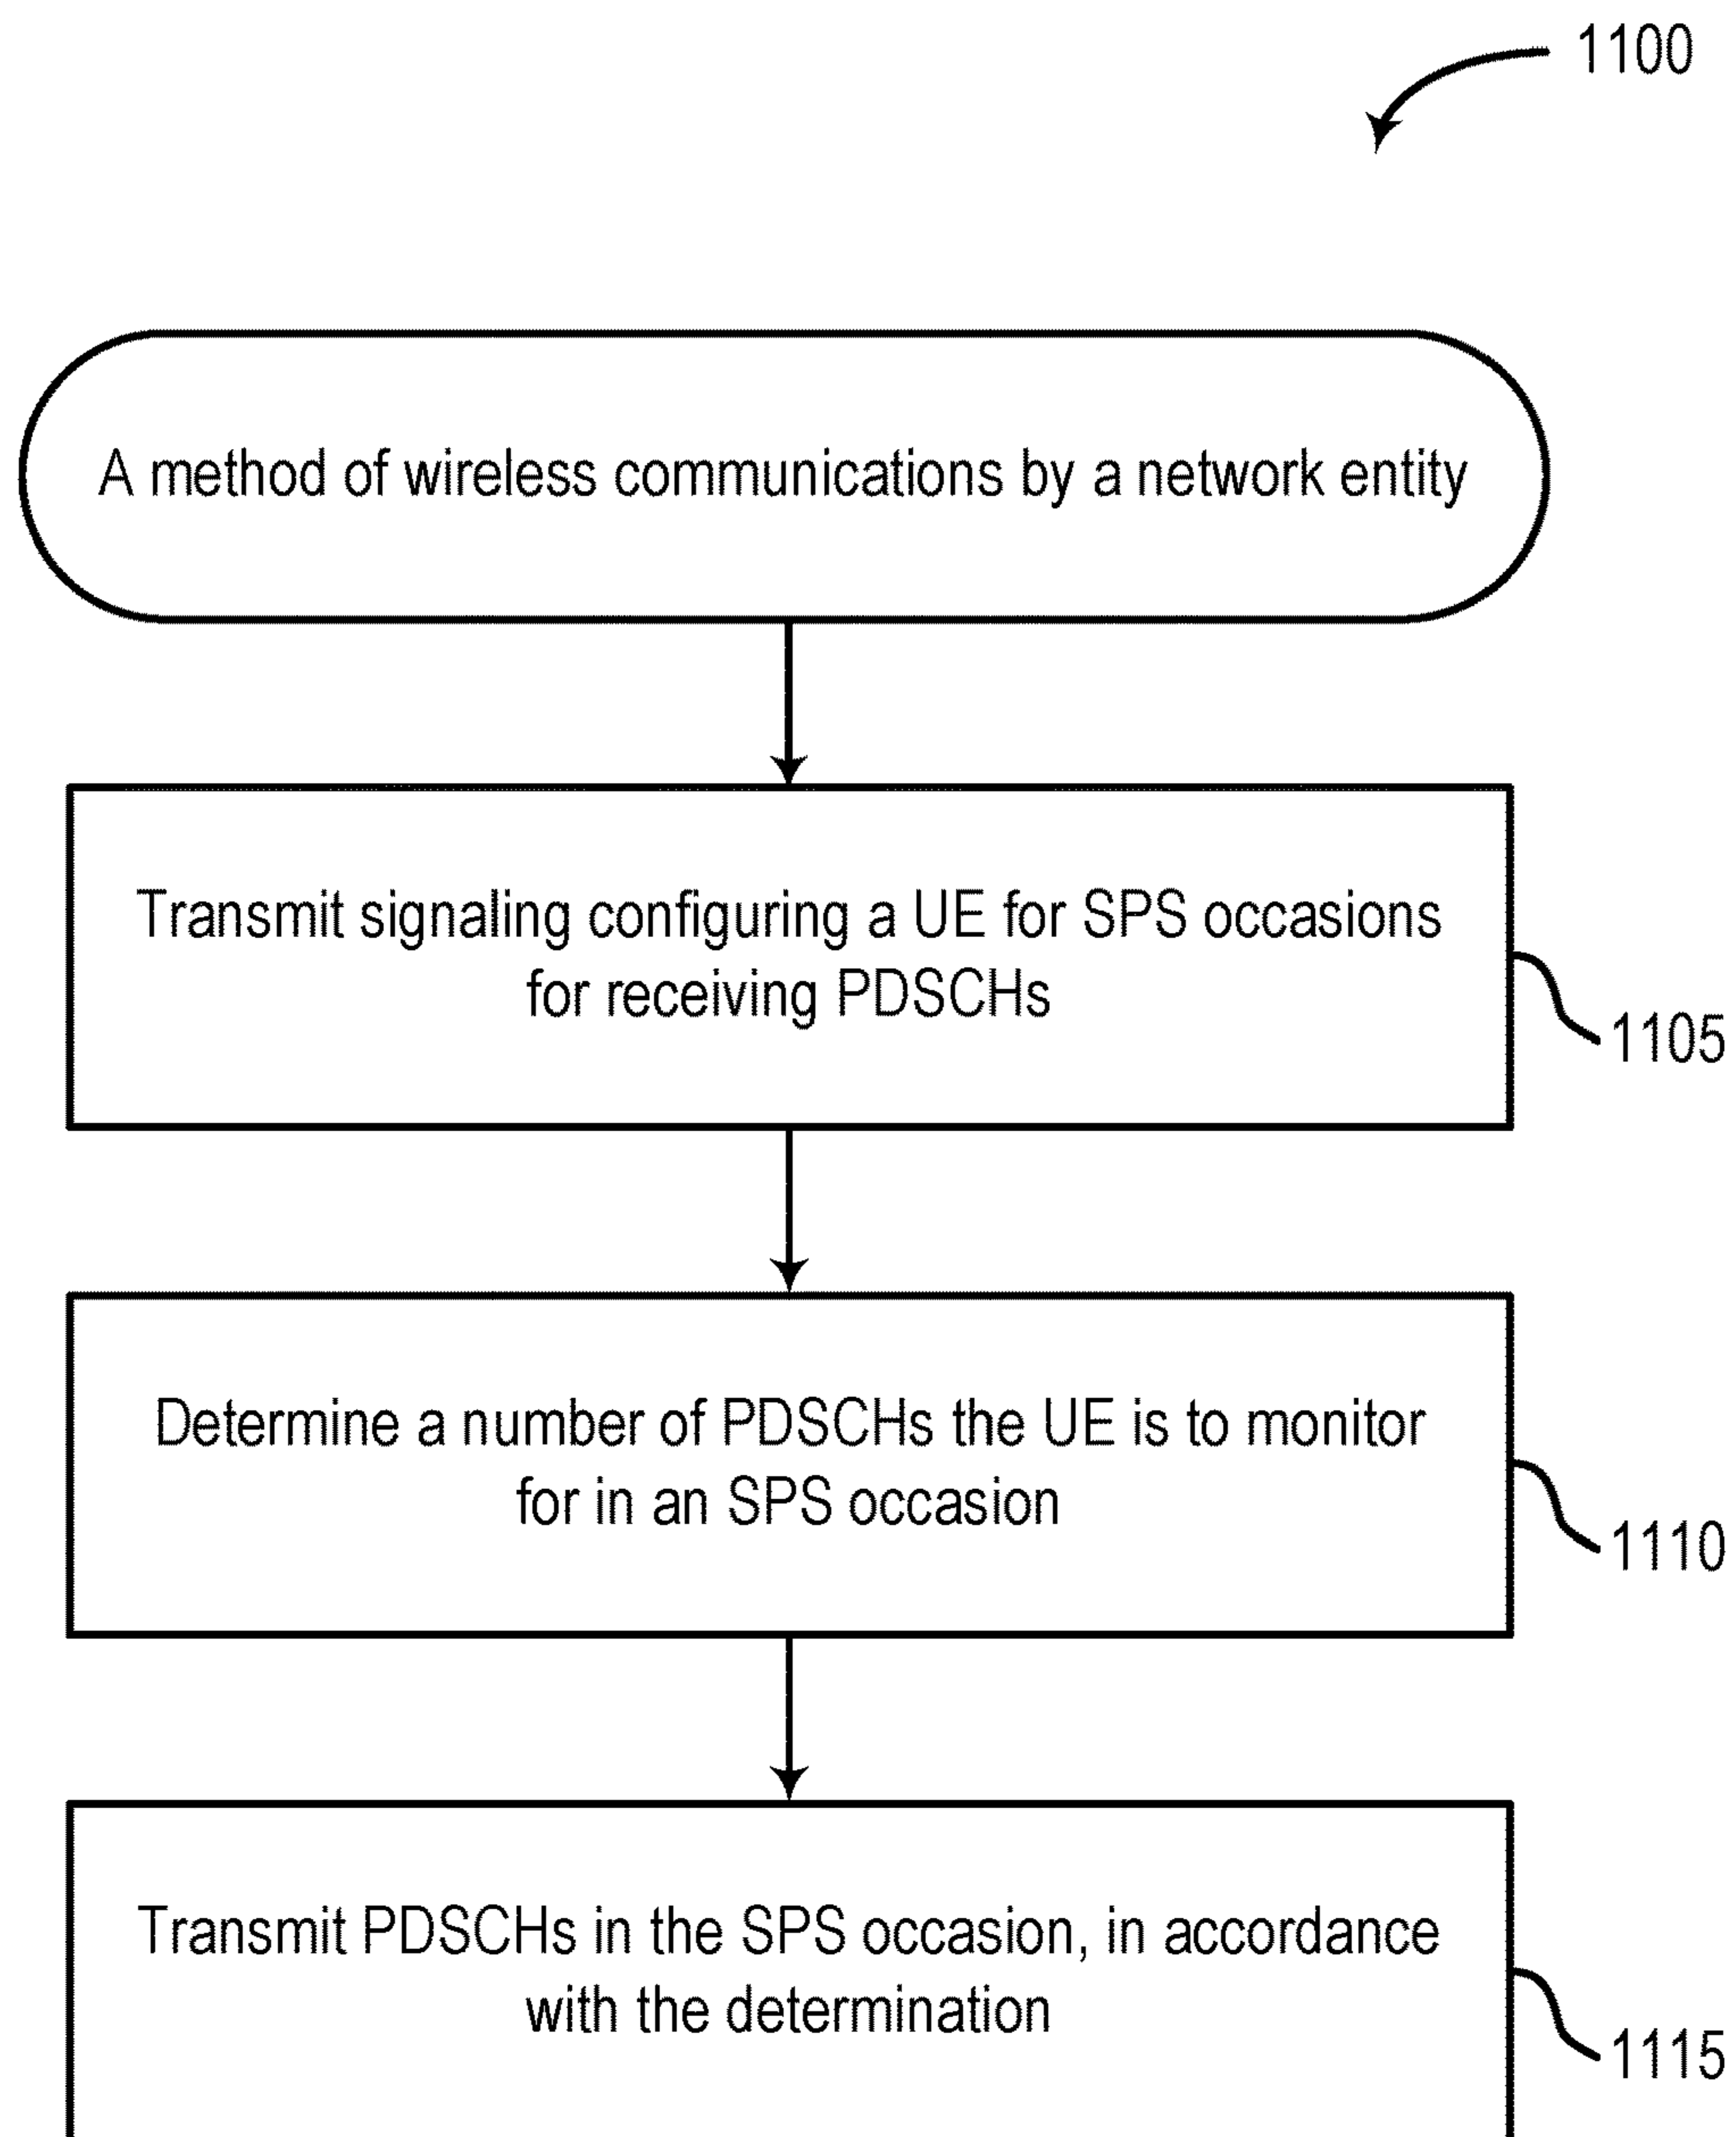 1100
A method of wireless communications by a network entity
Transmit signaling configuring a UE for SPS occasions
for receiving PDSCHs
1105
Determine a number of PDSCHs the UE is to monitor
for in an SPS occasion
1110
Transmit PDSCHs in the SPS occasion, in accordance
with the determination
1115